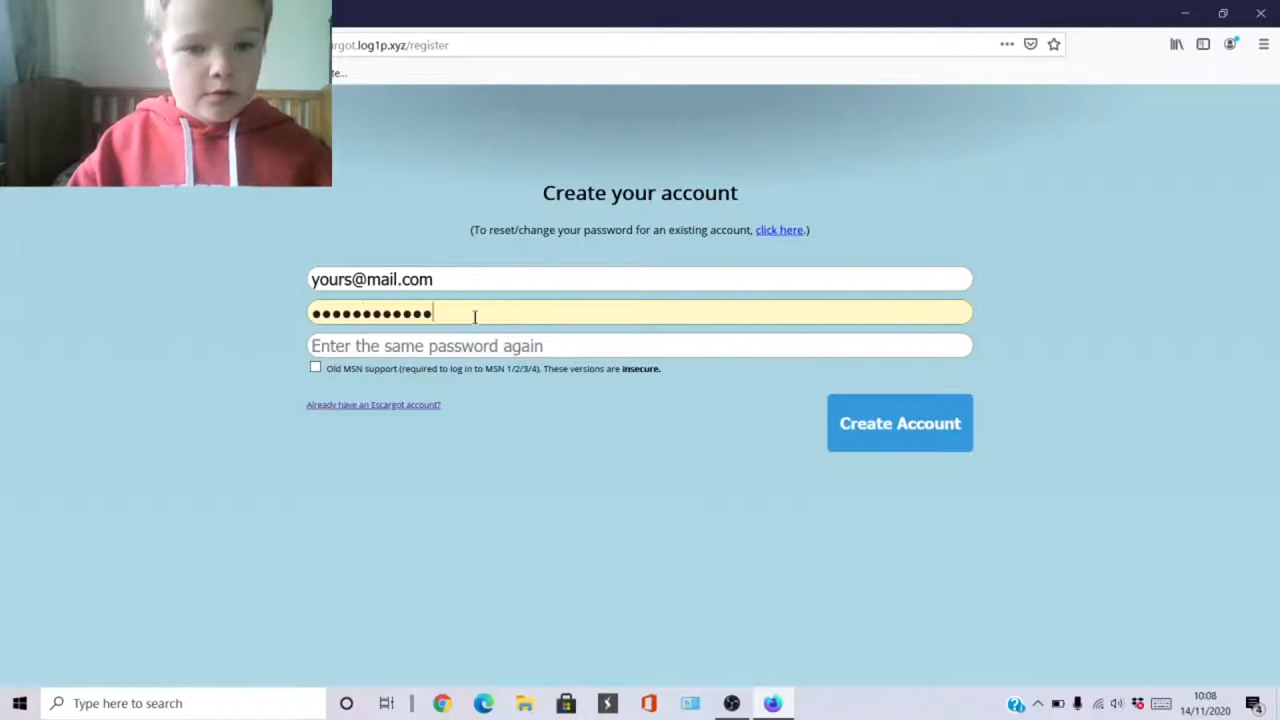 rgot.log1p.xyz/register
te...
Create your account
(To reset/change your password for an existing account, click here.)
yours@mail.com
●●●●●●●●●●●●
Enter the same password again
Old MSN support (required to log in to MSN 1/2/3/4). These versions are insecure.
Already have an Escargot account?
Create Account
Type here to search
10:08
14/11/2020
4